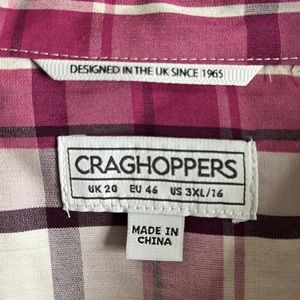 DESIGNED IN THE UK SINCE 1965
CRAGHOPPERS
UK 20 EU 46 US 3XL/16
MADE IN
CHINA